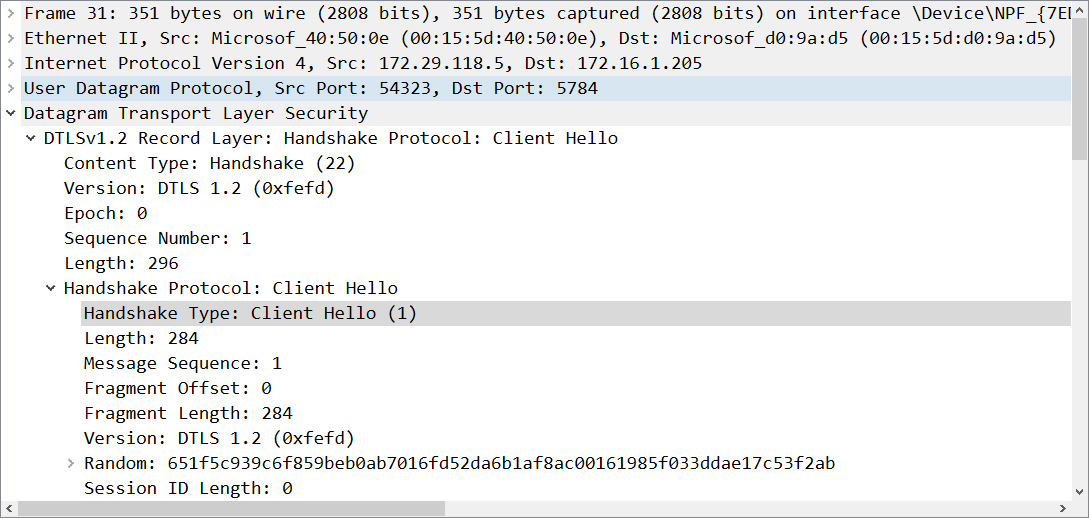 Frame 31: 351 bytes on wire (2808 bits), 351 bytes captured (2808 bits) on interface \Device\NPF_{7E
Ethernet II, Src: Microsof_40:50:0e (00:15:5d:40:50:0e), Dst: Microsof_d0:9a:d5 (00:15:5d:d0:9a:d5)
Internet Protocol Version 4, Src: 172.29.118.5, Dst: 172.16.1.205
User Datagram Protocol, Src Port: 54323, Dst Port: 5784
Datagram Transport Layer Security
DTLSv1.2 Record Layer: Handshake Protocol: Client Hello
Content Type: Handshake (22)
Version: DTLS 1.2 (0xfefd)
Epoch: 0
Sequence Number: 1
Length: 296
Handshake Protocol: Client Hello
Handshake Type: Client Hello (1)
Length: 284
Message Sequence: 1
Fragment Offset: 0
Fragment Length: 284
Version: DTLS 1.2 (0xfefd)
Random: 651f5c939c6f859beb0ab7016fd52da6b1af8ac00161985f033ddae17c53f2ab
Session ID Length: 0